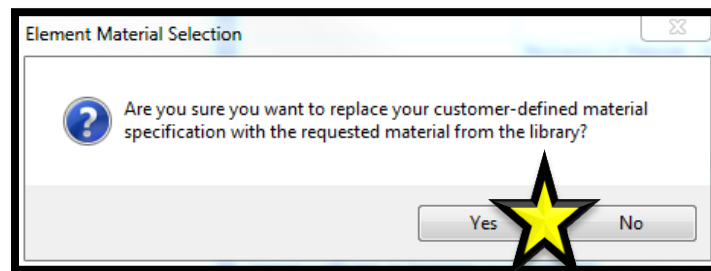 Element Material Selection
Are you sure you want to replace your customer-defined material
specification with the requested material from the library?
Yes No